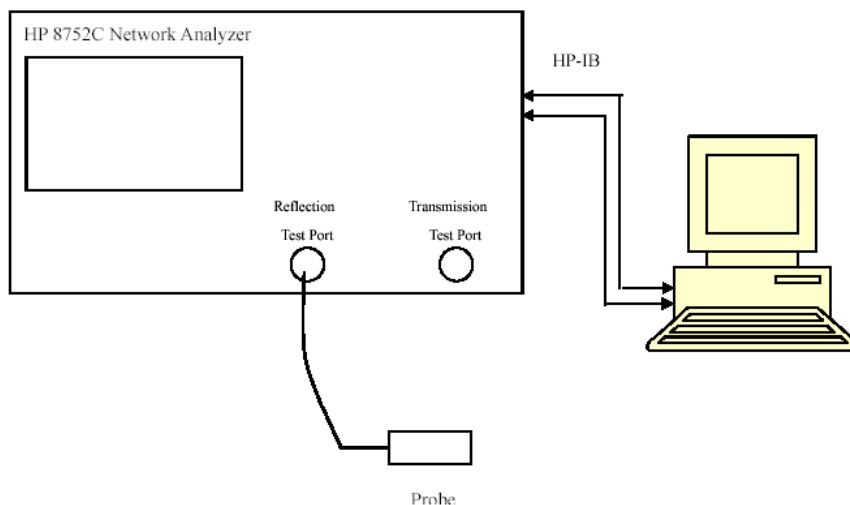 HP 8752C Network Analyzer
HP-IB
Reflection
Test Port
Transmission
Test Port
Probe